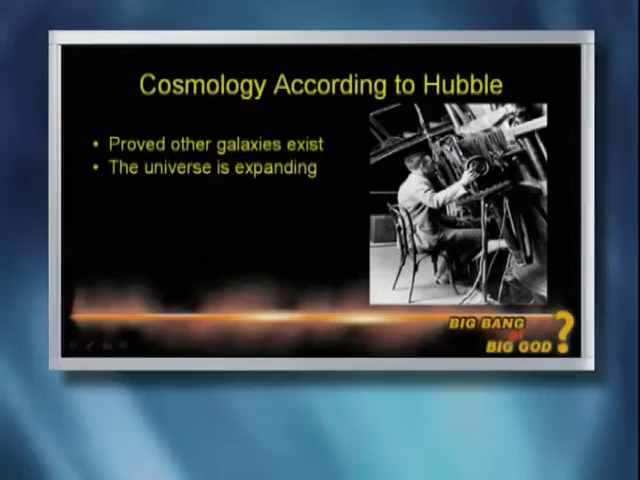 Cosmology According to Hubble
• Proved other galaxies exist
• The universe is expanding
BIG BANG
or
BIG GOD
?